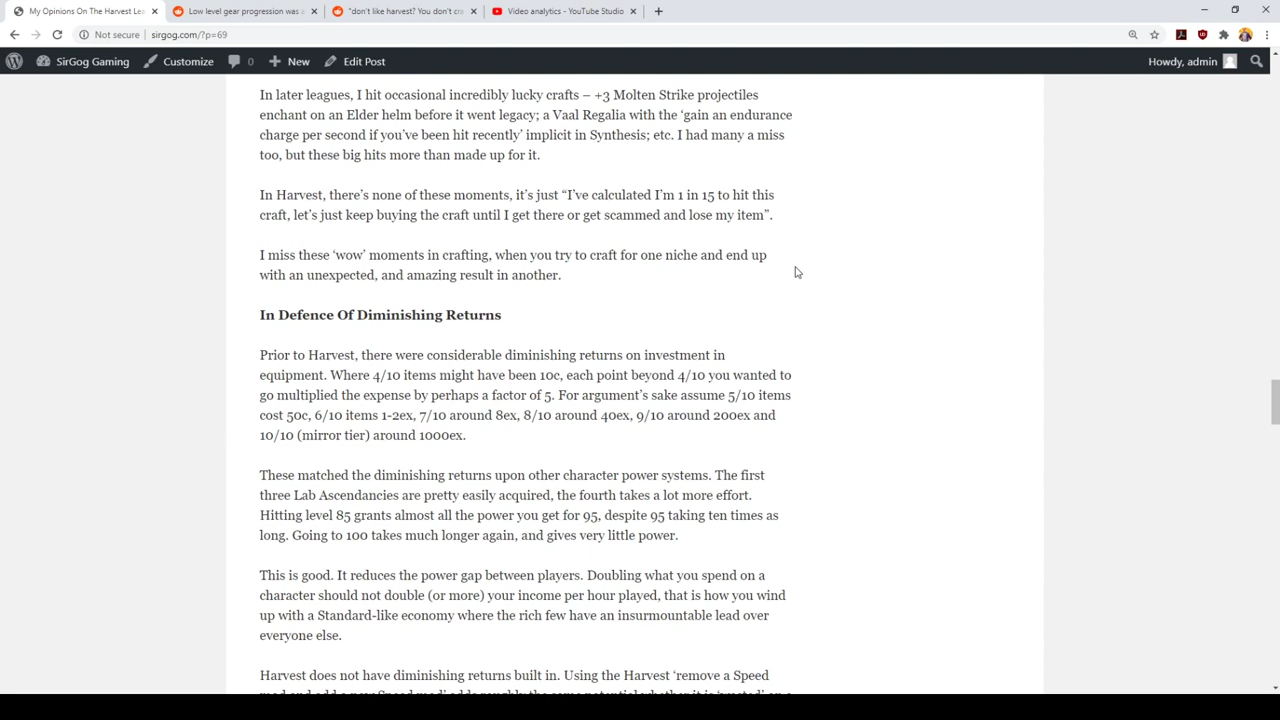 My Opinions On The Harvest Lea
Low level gear progression was a
"don't like harvest? You don't cra
Video analytics - YouTube Studio
Not secure
sirgog.com/?p=69
SirGog Gaming
Customize
0
New
Edit Post
Howdy, admin
In later leagues, I hit occasional incredibly lucky crafts – +3 Molten Strike projectiles
enchant on an Elder helm before it went legacy; a Vaal Regalia with the ‘gain an endurance
charge per second if you’ve been hit recently’ implicit in Synthesis; etc. I had many a miss
too, but these big hits more than made up for it.
In Harvest, there’s none of these moments, it’s just “I’ve calculated I’m 1 in 15 to hit this
craft, let’s just keep buying the craft until I get there or get scammed and lose my item”.
I miss these ‘wow’ moments in crafting, when you try to craft for one niche and end up
with an unexpected, and amazing result in another.
In Defence Of Diminishing Returns
Prior to Harvest, there were considerable diminishing returns on investment in
equipment. Where 4/10 items might have been 10c, each point beyond 4/10 you wanted to
go multiplied the expense by perhaps a factor of 5. For argument’s sake assume 5/10 items
cost 50c, 6/10 items 1-2ex, 7/10 around 8ex, 8/10 around 40ex, 9/10 around 200ex and
10/10 (mirror tier) around 1000ex.
These matched the diminishing returns upon other character power systems. The first
three Lab Ascendancies are pretty easily acquired, the fourth takes a lot more effort.
Hitting level 85 grants almost all the power you get for 95, despite 95 taking ten times as
long. Going to 100 takes much longer again, and gives very little power.
This is good. It reduces the power gap between players. Doubling what you spend on a
character should not double (or more) your income per hour played, that is how you wind
up with a Standard-like economy where the rich few have an insurmountable lead over
everyone else.
Harvest does not have diminishing returns built in. Using the Harvest ‘remove a Speed